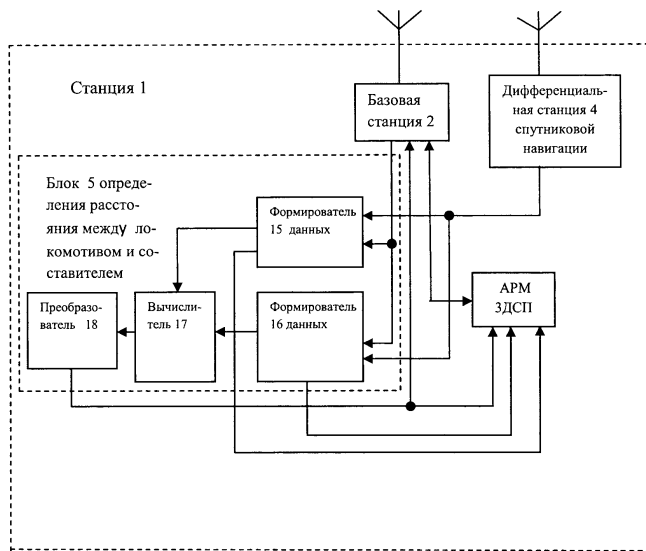 Станция 1
Базовая
станция 2
Дифференциаль-
ная станция 4
спутниковой
навигации
Блок 5 опреде-
ления рассто-
яния между ло-
комотивом и со-
ставителем
Формирователь
15 данных
Преобразо-
ватель 18
Вычисли-
тель 17
Формирователь
16 данных
АРМ
3ДСП